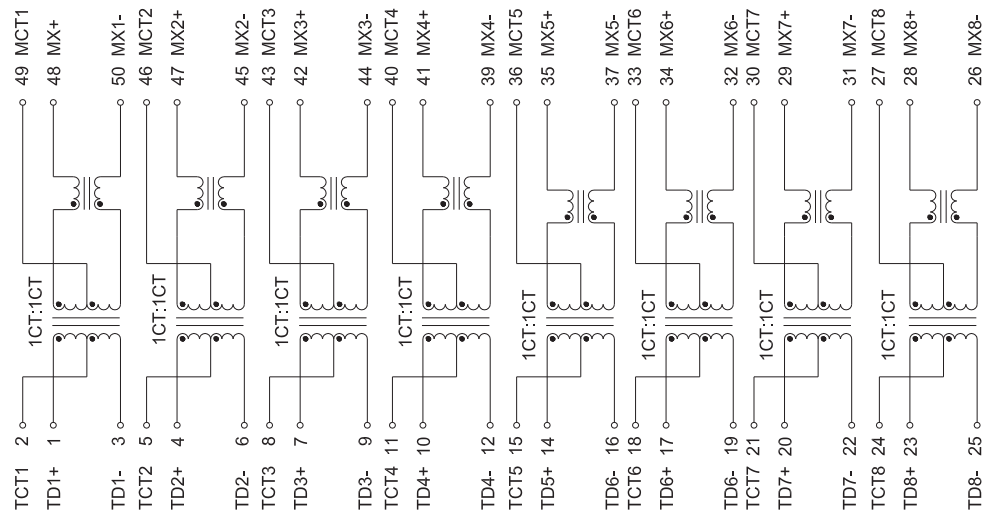 49 MCT1
48 MX+
50 MX1-
46 MCT2
47 MX2+
45 MX2-
43 MCT3
42 MX3+
44 MX3-
40 MCT4
41 MX4+
39 MX4-
36 MCT5
35 MX5+
37 MX5-
33 MCT6
34 MX6+
32 MX6-
30 MCT7
29 MX7+
31 MX7-
27 MCT8
28 MX8+
26 MX8-
1CT:1CT
1CT:1CT
1CT:1CT
1CT:1CT
1CT:1CT
1CT:1CT
1CT:1CT
1CT:1CT
TCT1 2
TD1+ 1
TD1- 3
TCT2 5
TD2+ 4
TD2- 6
TCT3 8
TD3+ 7
TD3- 9
TCT4 11
TD4+ 10
TD4- 12
TCT5 15
TD5+ 14
TD6- 16
TCT6 18
TD6+ 17
TD6- 19
TCT7 21
TD7+ 20
TD7- 22
TCT8 24
TD8+ 23
TD8- 25